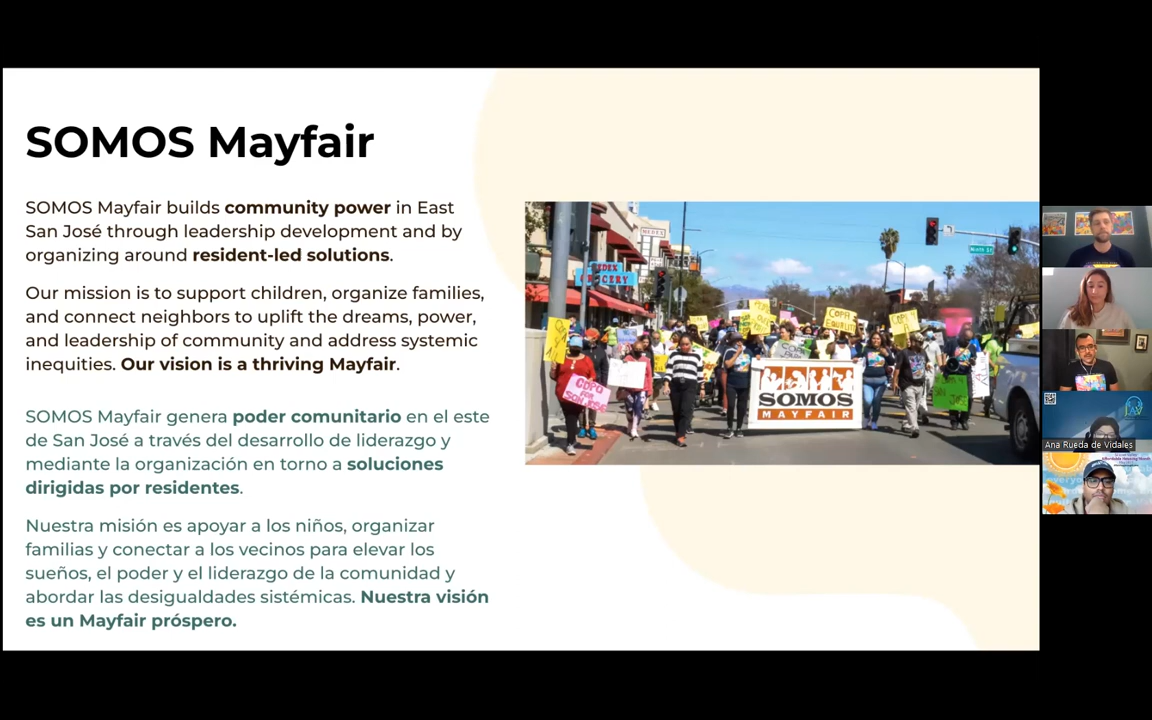 SOMOS Mayfair
SOMOS Mayfair builds community power in East
San José through leadership development and by
organizing around resident-led solutions.
Our mission is to support children, organize families,
and connect neighbors to uplift the dreams, power,
and leadership of community and address systemic
inequities. Our vision is a thriving Mayfair.
SOMOS Mayfair genera poder comunitario en el este
de San José a través del desarrollo de liderazgo y
mediante la organización en torno a soluciones
dirigidas por residentes.
Nuestra misión es apoyar a los niños, organizar
familias y conectar a los vecinos para elevar los
sueños, el poder y el liderazgo de la comunidad y
abordar las desigualdades sistémicas. Nuestra visión
es un Mayfair próspero.
GROCERY
COPA
EQUALITY
SOMOS
MAYFAIR
Ana Rueda de Vidales